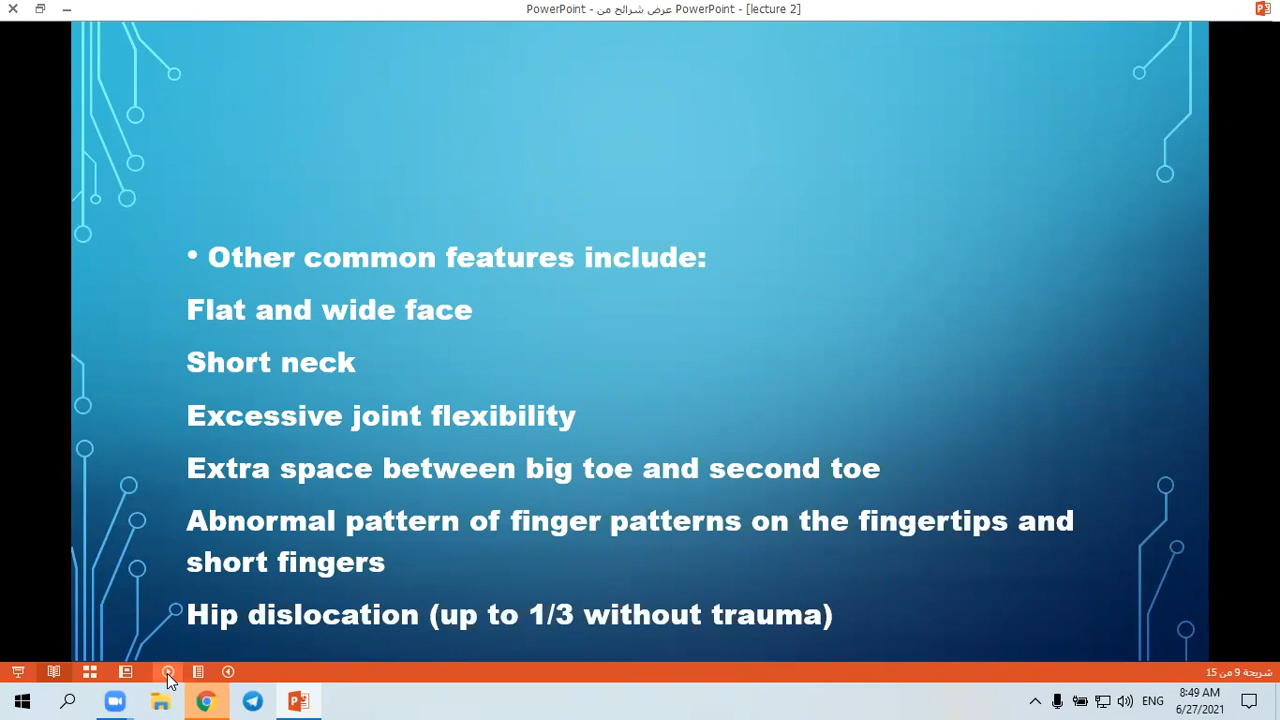 عرض شرائح من PowerPoint - [lecture 2] - PowerPoint
• Other common features include:
Flat and wide face
Short neck
Excessive joint flexibility
Extra space between big toe and second toe
Abnormal pattern of finger patterns on the fingertips and
short fingers
Hip dislocation (up to 1/3 without trauma)
شريحة 9 من 15
ENG
8:49 AM
6/27/2021